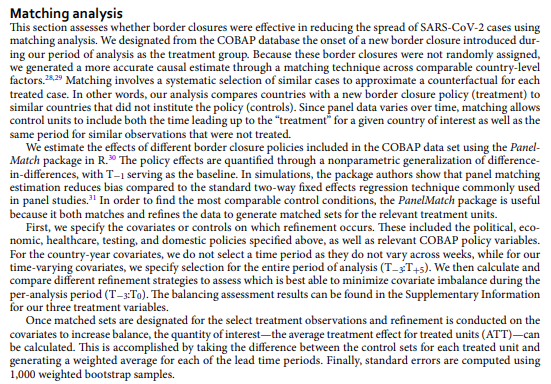 Matching analysis
This section assesses whether border closures were effective in reducing the spread of SARS-CoV-2 cases using
matching analysis. We designated from the COBAP database the onset of a new border closure introduced dur-
ing our period of analysis as the treatment group. Because these border closures were not randomly assigned,
we generated a more accurate causal estimate through a matching technique across comparable country-level
factors.28,29 Matching involves a systematic selection of similar cases to approximate a counterfactual for each
treated case. In other words, our analysis compares countries with a new border closure policy (treatment) to
similar countries that did not institute the policy (controls). Since panel data varies over time, matching allows
control units to include both the time leading up to the “treatment” for a given country of interest as well as the
same period for similar observations that were not treated.
We estimate the effects of different border closure policies included in the COBAP data set using the Panel-
Match package in R.30 The policy effects are quantified through a nonparametric generalization of difference-
in-differences, with T−1 serving as the baseline. In simulations, the package authors show that panel matching
estimation reduces bias compared to the standard two-way fixed effects regression technique commonly used
in panel studies.31 In order to find the most comparable control conditions, the PanelMatch package is useful
because it both matches and refines the data to generate matched sets for the relevant treatment units.
First, we specify the covariates or controls on which refinement occurs. These included the political, eco-
nomic, healthcare, testing, and domestic policies specified above, as well as relevant COBAP policy variables.
For the country-year covariates, we do not select a time period as they do not vary across weeks, while for our
time-varying covariates, we specify selection for the entire period of analysis (T−3:T+5). We then calculate and
compare different refinement strategies to assess which is best able to minimize covariate imbalance during the
per-analysis period (T−3:T0). The balancing assessment results can be found in the Supplementary Information
for our three treatment variables.
Once matched sets are designated for the select treatment observations and refinement is conducted on the
covariates to increase balance, the quantity of interest—the average treatment effect for treated units (ATT)—can
be calculated. This is accomplished by taking the difference between the control sets for each treated unit and
generating a weighted average for each of the lead time periods. Finally, standard errors are computed using
1,000 weighted bootstrap samples.